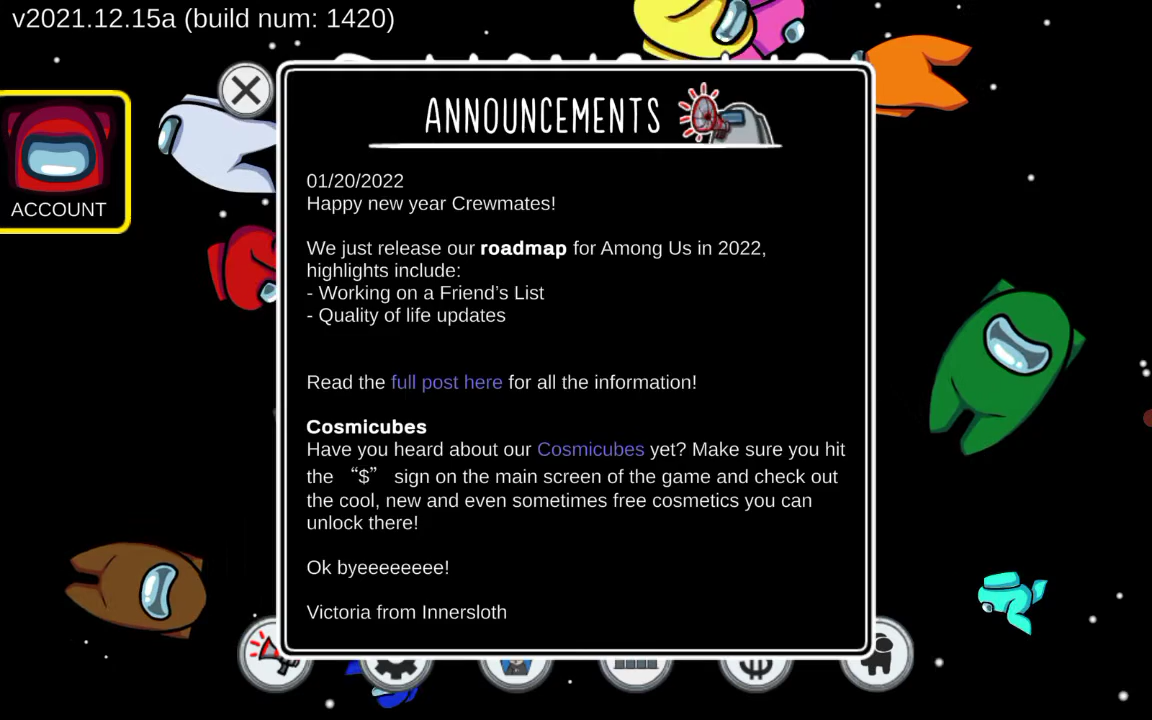 v2021.12.15a (build num: 1420)
ANNOUNCEMENTS
ACCOUNT
01/20/2022
Happy new year Crewmates!
We just release our roadmap for Among Us in 2022,
highlights include:
- Working on a Friend’s List
- Quality of life updates
Read the full post here for all the information!
Cosmicubes
Have you heard about our Cosmicubes yet? Make sure you hit
the “$” sign on the main screen of the game and check out
the cool, new and even sometimes free cosmetics you can
unlock there!
Ok byeeeeeeee!
Victoria from Innersloth